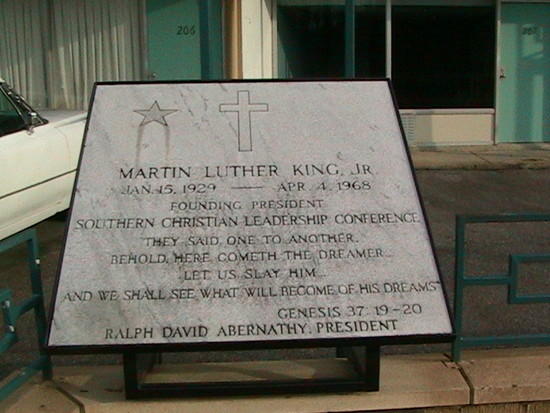 206
207
MARTIN LUTHER KING, JR.
JAN. 15, 1929 — APR. 4, 1968
FOUNDING PRESIDENT
SOUTHERN CHRISTIAN LEADERSHIP CONFERENCE
THEY SAID ONE TO ANOTHER,
BEHOLD, HERE COMETH THE DREAMER...
LET US SLAY HIM...
AND WE SHALL SEE WHAT WILL BECOME OF HIS DREAMS"
GENESIS 37: 19-20
RALPH DAVID ABERNATHY, PRESIDENT